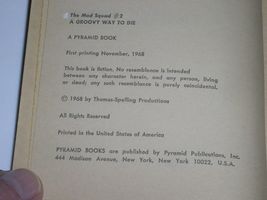 The Mod Squad #2
A GROOVY WAY TO DIE
A PYRAMID BOOK
First printing November, 1968
This book is fiction. No resemblance is intended
between any character herein, and any person, living
or dead; any such resemblance is purely coincidental.
© 1968 by Thomas-Spelling Productions
All Rights Reserved
Printed in the United States of America
PYRAMID BOOKS are published by Pyramid Publications, Inc.
444 Madison Avenue, New York, New York 10022, U.S.A.